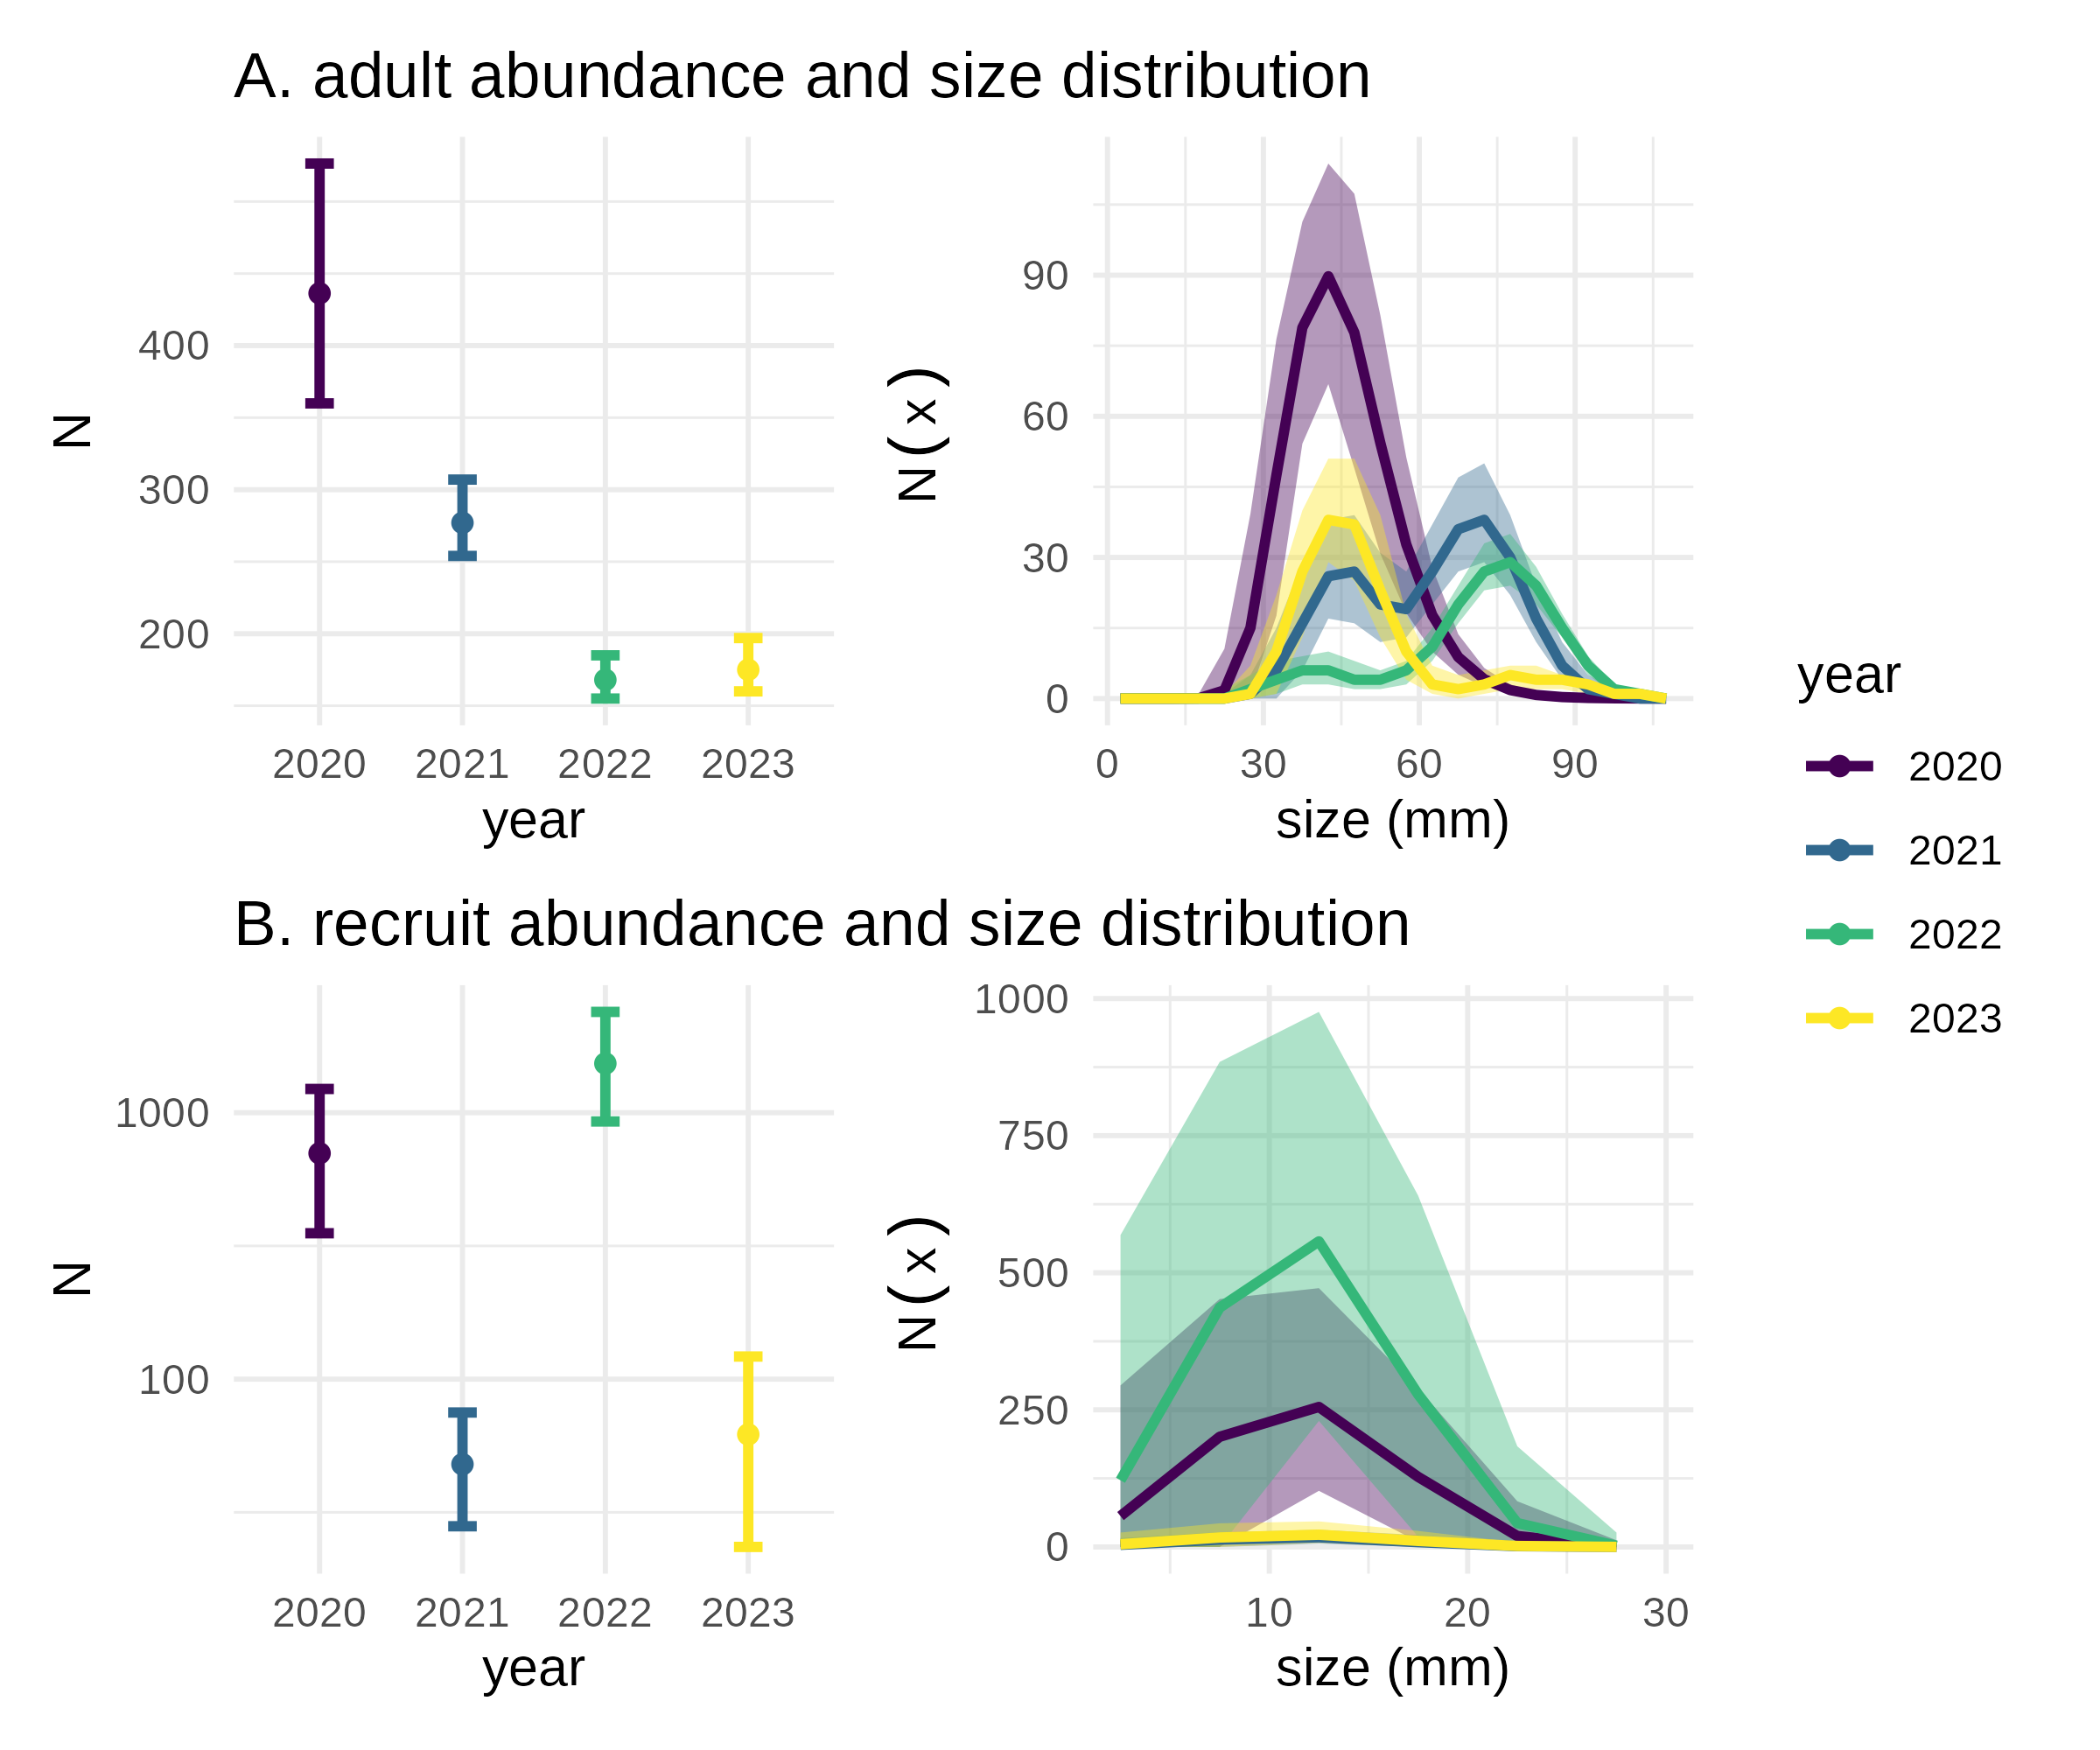 A. adult abundance and size distribution
N
400
300
200
2020 2021 2022 2023
year
N ( x )
90
60
30
0
0 30 60 90
size (mm)
B. recruit abundance and size distribution
N
1000
100
2020 2021 2022 2023
year
N ( x )
1000
750
500
250
0
10 20 30
size (mm)
year
2020
2021
2022
2023